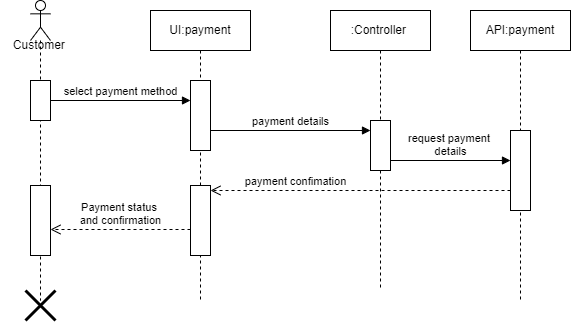 Customer
UI:payment
:Controller
API:payment
select payment method
payment details
request payment
details
payment confimation
Payment status
and confirmation